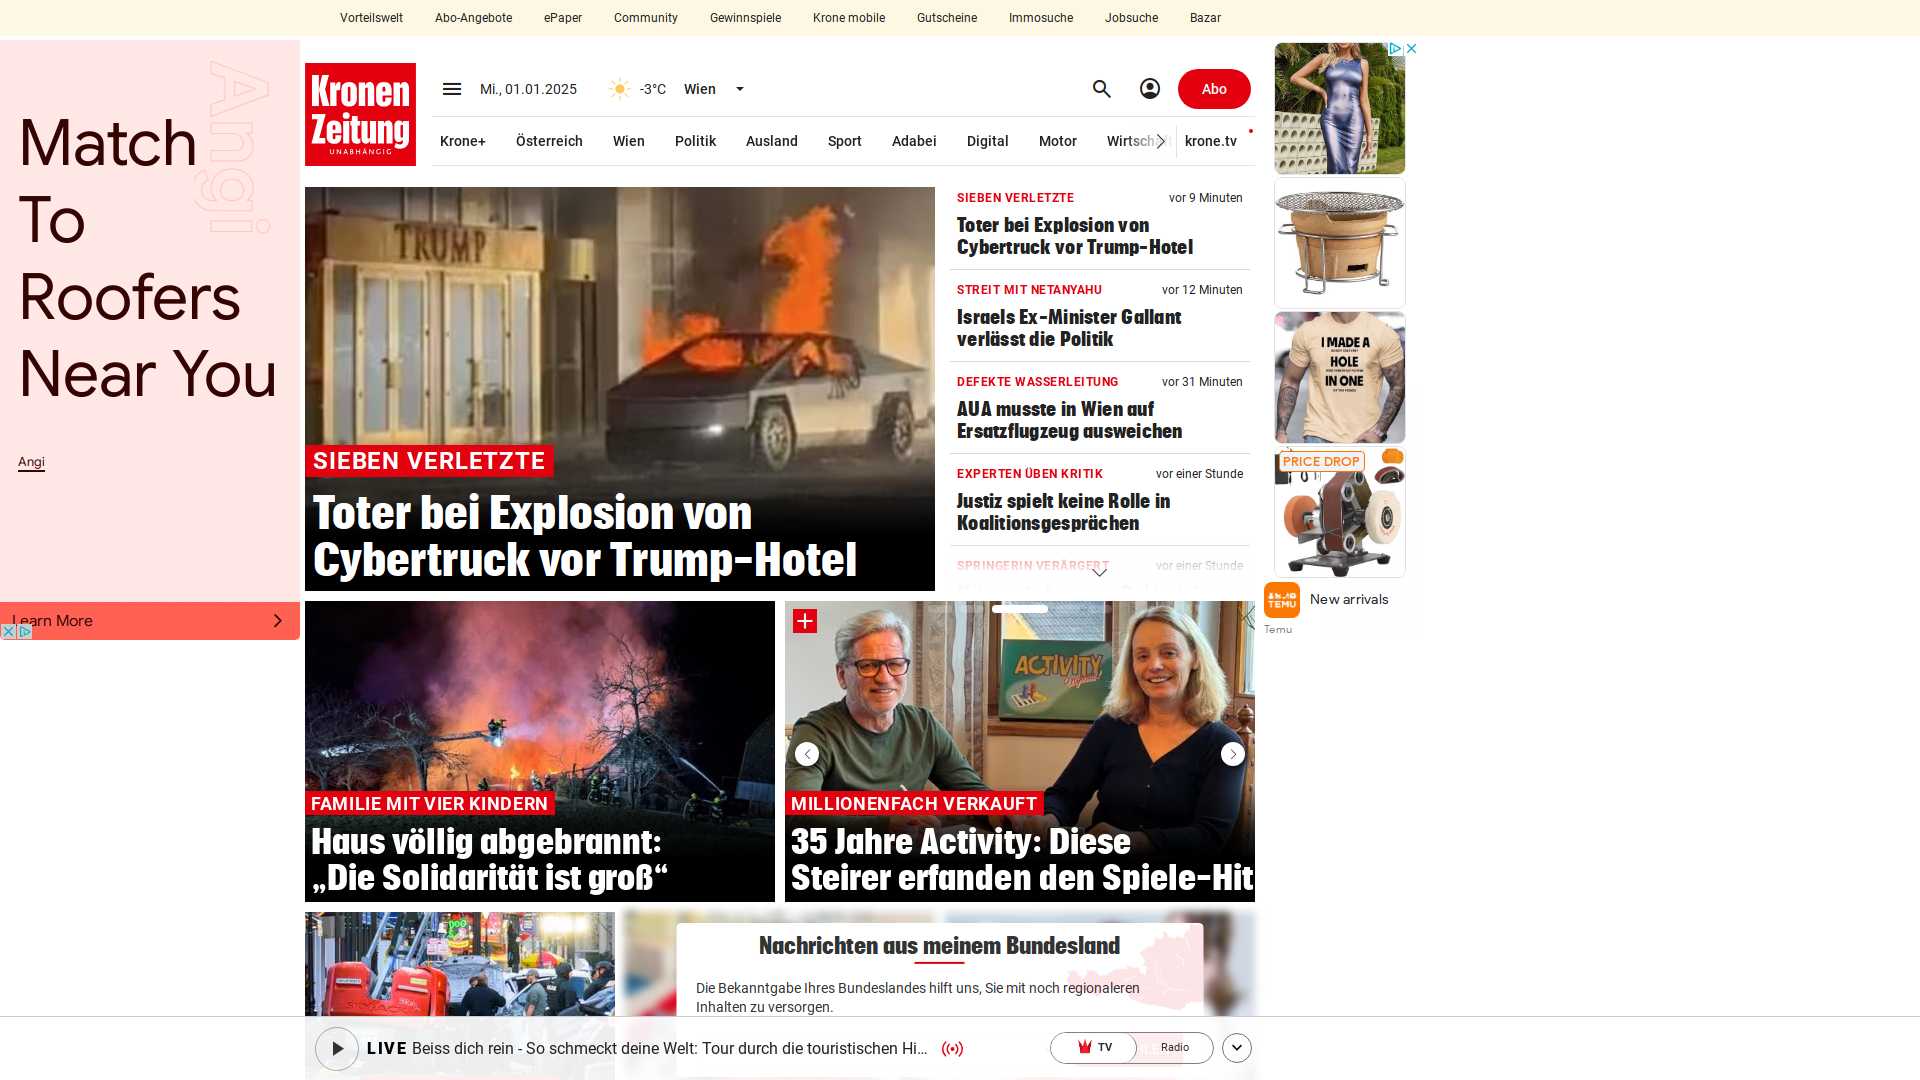 Vorteilswelt Abo-Angebote ePaper Community Gewinnspiele Krone mobile Gutscheine Immosuche Jobsuche Bazar
Angi
Match
To
Roofers
Near You
Angi
Learn More
Kronen
Zeitung
UNABHÄNGIG
Mi., 01.01.2025 -3°C Wien
Abo
Krone+ Österreich Wien Politik Ausland Sport Adabei Digital Motor Wirtschaft krone.tv
TRUMP
SIEBEN VERLETZTE
Toter bei Explosion von
Cybertruck vor Trump-Hotel
SIEBEN VERLETZTE vor 9 Minuten
Toter bei Explosion von
Cybertruck vor Trump-Hotel
STREIT MIT NETANYAHU vor 12 Minuten
Israels Ex-Minister Gallant
verlässt die Politik
DEFEKTE WASSERLEITUNG vor 31 Minuten
AUA musste in Wien auf
Ersatzflugzeug ausweichen
EXPERTEN ÜBEN KRITIK vor einer Stunde
Justiz spielt keine Rolle in
Koalitionsgesprächen
SPRINGERIN VERÄRGERT vor einer Stunde
I MADE A
HOLE
IN ONE
PRICE DROP
TEMU
New arrivals
Temu
FAMILIE MIT VIER KINDERN
Haus völlig abgebrannt:
„Die Solidarität ist groß“
ACTIVITY
Original
MILLIONENFACH VERKAUFT
35 Jahre Activity: Diese
Steirer erfanden den Spiele-Hit
Nachrichten aus meinem Bundesland
Die Bekanntgabe Ihres Bundeslandes hilft uns, Sie mit noch regionaleren
Inhalten zu versorgen.
LIVE Beiss dich rein - So schmeckt deine Welt: Tour durch die touristischen Hi...
TV Radio